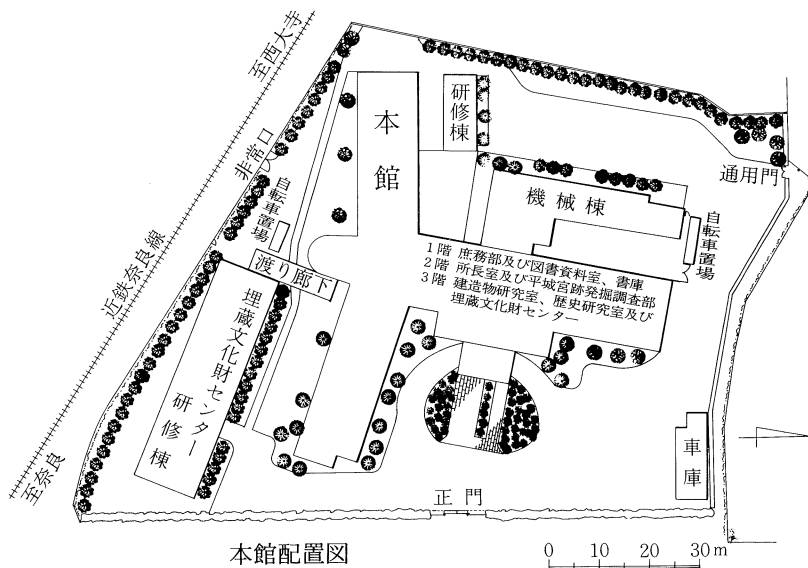 至西大寺
近鉄奈良線
至奈良
非常口
自転車置場
渡り廊下
埋蔵文化財センター
研修棟
本館
研修棟
機械棟
通用門
自転車置場
1階 庶務部及び図書資料室、書庫
2階 所長室及び平城宮跡発掘調査部
3階 建造物研究室、歴史研究室及び
埋蔵文化財センター
車庫
正門
本館配置図
0 10 20 30m